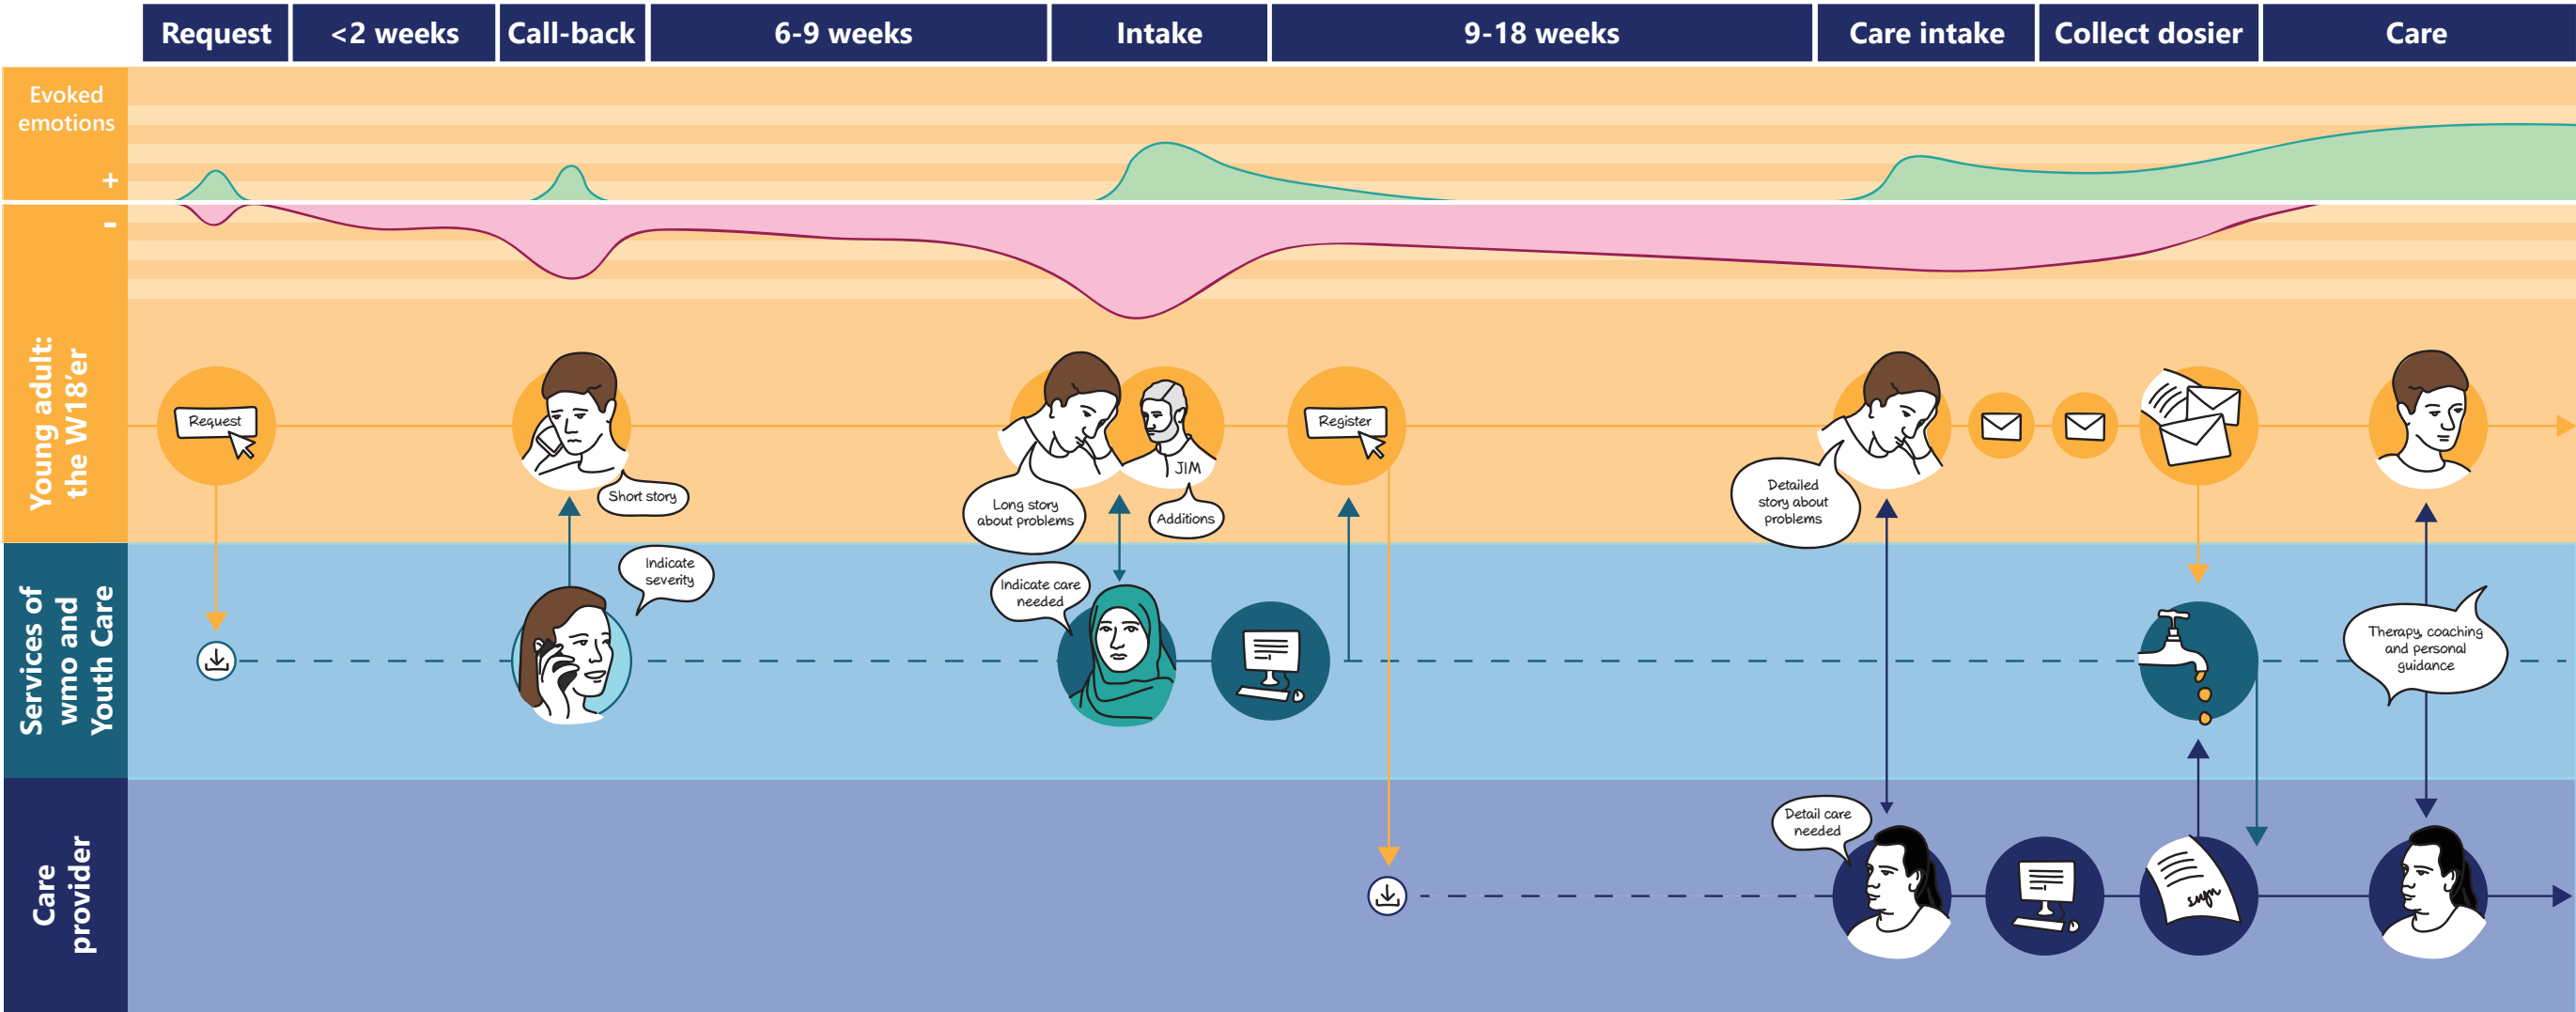 Request
<2 weeks
Call-back
6-9 weeks
Intake
9-18 weeks
Care intake
Collect dosier
Care
Evoked
emotions
+
-
Young adult:
the W18'er
Request
Short story
Long story
about problems
JIM
Additions
Register
Detailed
story about
problems
Services of
wmo and
Youth Care
Indicate
severity
Indicate care
needed
Therapy, coaching
and personal
guidance
Care
provider
Detail care
needed
sign